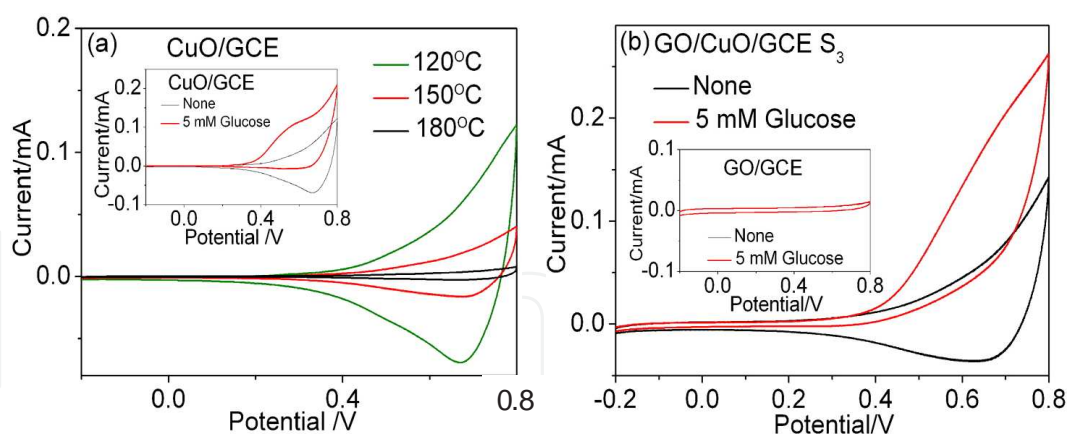 (a)
CuO/GCE
120°C
150°C
180°C
Current/mA
0.2
0.1
0.0
0.0
0.4
0.8
Potential /V
CuO/GCE
None
5 mM Glucose
Current/mA
0.2
0.1
0.0
-0.1
0.0
0.4
0.8
Potential /V
(b) GO/CuO/GCE S₃
None
5 mM Glucose
Current/mA
0.2
0.1
0.0
-0.2
0.0
0.2
0.4
0.6
0.8
Potential/V
GO/GCE
None
5 mM Glucose
Current/mA
0.1
0.0
-0.1
0.0
0.4
0.8
Potential/V